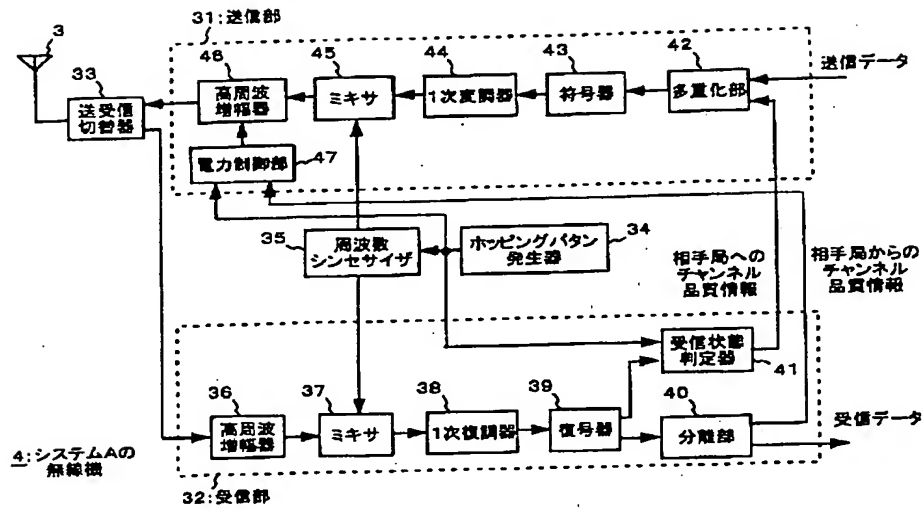 31:送信部
3
33
送受信
切替器
46
高周波
増幅器
45
ミキサ
44
1次変調器
43
符号器
42
多重化部
送信データ
電力制御部
47
35
周波数
シンセサイザ
ホッピングパタン
発生器
34
相手局への
チャンネル
品質情報
相手局からの
チャンネル
品質情報
受信状態
判定器
41
36
高周波
増幅器
37
ミキサ
38
1次復調器
39
復号器
40
分離部
受信データ
4:システムAの
無線機
32:受信部